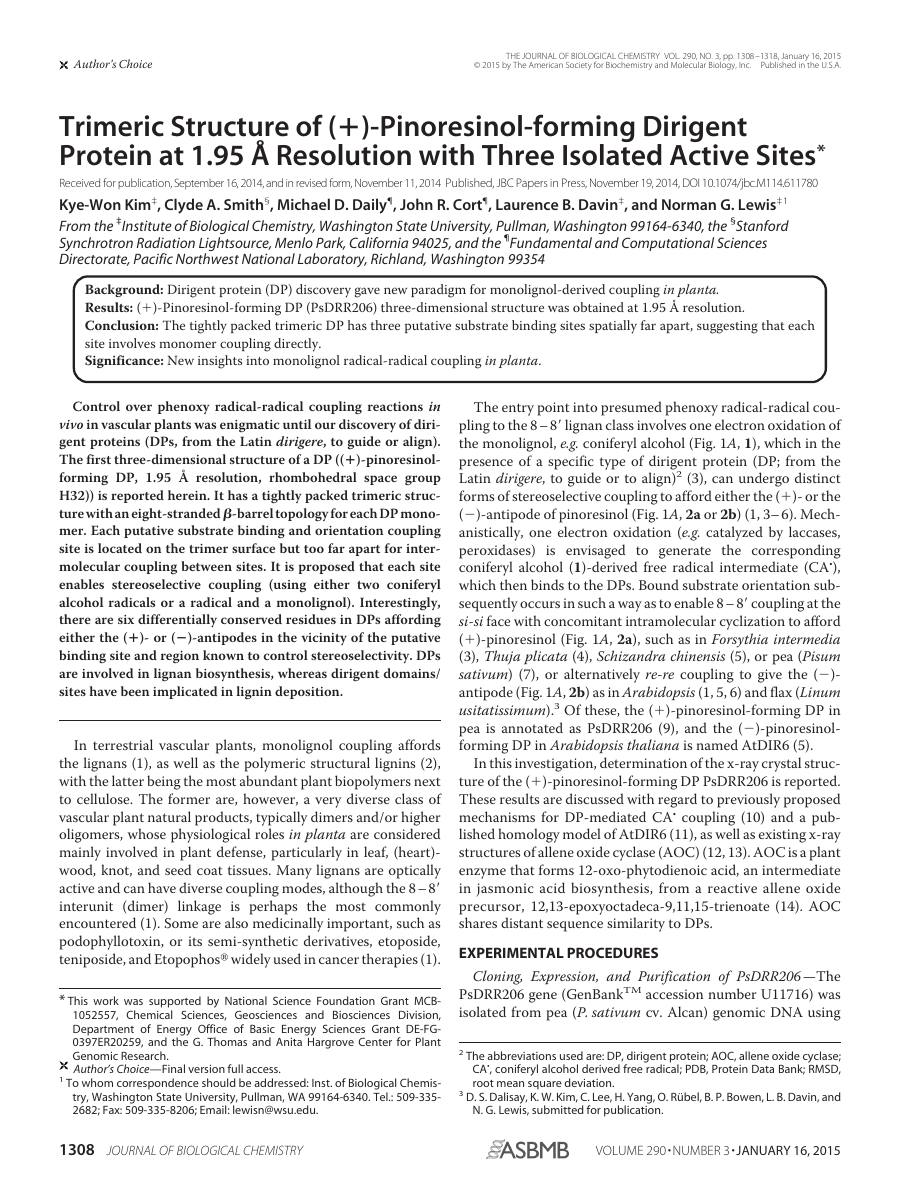 ✘ Author's Choice
THE JOURNAL OF BIOLOGICAL CHEMISTRY VOL. 290, NO. 3, pp. 1308–1318, January 16, 2015
© 2015 by The American Society for Biochemistry and Molecular Biology, Inc. Published in the U.S.A.
Trimeric Structure of (+)-Pinoresinol-forming Dirigent
Protein at 1.95 Å Resolution with Three Isolated Active Sites*
Received for publication, September 16, 2014, and in revised form, November 11, 2014 Published, JBC Papers in Press, November 19, 2014, DOI 10.1074/jbc.M114.611780
Kye-Won Kim‡, Clyde A. Smith§, Michael D. Daily¶, John R. Cort¶, Laurence B. Davin‡, and Norman G. Lewis‡1
From the ‡Institute of Biological Chemistry, Washington State University, Pullman, Washington 99164-6340, the §Stanford
Synchrotron Radiation Lightsource, Menlo Park, California 94025, and the ¶Fundamental and Computational Sciences
Directorate, Pacific Northwest National Laboratory, Richland, Washington 99354
Background: Dirigent protein (DP) discovery gave new paradigm for monolignol-derived coupling in planta.
Results: (+)-Pinoresinol-forming DP (PsDRR206) three-dimensional structure was obtained at 1.95 Å resolution.
Conclusion: The tightly packed trimeric DP has three putative substrate binding sites spatially far apart, suggesting that each
site involves monomer coupling directly.
Significance: New insights into monolignol radical-radical coupling in planta.
Control over phenoxy radical-radical coupling reactions in
vivo in vascular plants was enigmatic until our discovery of diri-
gent proteins (DPs, from the Latin dirigere, to guide or align).
The first three-dimensional structure of a DP ((+)-pinoresinol-
forming DP, 1.95 Å resolution, rhombohedral space group
H32)) is reported herein. It has a tightly packed trimeric struc-
ture with an eight-stranded β-barrel topology for each DP mono-
mer. Each putative substrate binding and orientation coupling
site is located on the trimer surface but too far apart for inter-
molecular coupling between sites. It is proposed that each site
enables stereoselective coupling (using either two coniferyl
alcohol radicals or a radical and a monolignol). Interestingly,
there are six differentially conserved residues in DPs affording
either the (+)- or (−)-antipodes in the vicinity of the putative
binding site and region known to control stereoselectivity. DPs
are involved in lignan biosynthesis, whereas dirigent domains/
sites have been implicated in lignin deposition.
In terrestrial vascular plants, monolignol coupling affords
the lignans (1), as well as the polymeric structural lignins (2),
with the latter being the most abundant plant biopolymers next
to cellulose. The former are, however, a very diverse class of
vascular plant natural products, typically dimers and/or higher
oligomers, whose physiological roles in planta are considered
mainly involved in plant defense, particularly in leaf, (heart)-
wood, knot, and seed coat tissues. Many lignans are optically
active and can have diverse coupling modes, although the 8–8′
interunit (dimer) linkage is perhaps the most commonly
encountered (1). Some are also medicinally important, such as
podophyllotoxin, or its semi-synthetic derivatives, etoposide,
teniposide, and Etopophos® widely used in cancer therapies (1).
* This work was supported by National Science Foundation Grant MCB-
1052557, Chemical Sciences, Geosciences and Biosciences Division,
Department of Energy Office of Basic Energy Sciences Grant DE-FG-
0397ER20259, and the G. Thomas and Anita Hargrove Center for Plant
Genomic Research.
✘ Author's Choice—Final version full access.
1 To whom correspondence should be addressed: Inst. of Biological Chemis-
try, Washington State University, Pullman, WA 99164-6340. Tel.: 509-335-
2682; Fax: 509-335-8206; Email: lewisn@wsu.edu.
The entry point into presumed phenoxy radical-radical cou-
pling to the 8–8′ lignan class involves one electron oxidation of
the monolignol, e.g. coniferyl alcohol (Fig. 1A, 1), which in the
presence of a specific type of dirigent protein (DP; from the
Latin dirigere, to guide or to align)2 (3), can undergo distinct
forms of stereoselective coupling to afford either the (+)- or the
(−)-antipode of pinoresinol (Fig. 1A, 2a or 2b) (1, 3–6). Mech-
anistically, one electron oxidation (e.g. catalyzed by laccases,
peroxidases) is envisaged to generate the corresponding
coniferyl alcohol (1)-derived free radical intermediate (CA•),
which then binds to the DPs. Bound substrate orientation sub-
sequently occurs in such a way as to enable 8–8′ coupling at the
si-si face with concomitant intramolecular cyclization to afford
(+)-pinoresinol (Fig. 1A, 2a), such as in Forsythia intermedia
(3), Thuja plicata (4), Schizandra chinensis (5), or pea (Pisum
sativum) (7), or alternatively re-re coupling to give the (−)-
antipode (Fig. 1A, 2b) as in Arabidopsis (1, 5, 6) and flax (Linum
usitatissimum).3 Of these, the (+)-pinoresinol-forming DP in
pea is annotated as PsDRR206 (9), and the (−)-pinoresinol-
forming DP in Arabidopsis thaliana is named AtDIR6 (5).
In this investigation, determination of the x-ray crystal struc-
ture of the (+)-pinoresinol-forming DP PsDRR206 is reported.
These results are discussed with regard to previously proposed
mechanisms for DP-mediated CA• coupling (10) and a pub-
lished homology model of AtDIR6 (11), as well as existing x-ray
structures of allene oxide cyclase (AOC) (12, 13). AOC is a plant
enzyme that forms 12-oxo-phytodienoic acid, an intermediate
in jasmonic acid biosynthesis, from a reactive allene oxide
precursor, 12,13-epoxyoctadeca-9,11,15-trienoate (14). AOC
shares distant sequence similarity to DPs.
EXPERIMENTAL PROCEDURES
Cloning, Expression, and Purification of PsDRR206—The
PsDRR206 gene (GenBank™ accession number U11716) was
isolated from pea (P. sativum cv. Alcan) genomic DNA using
2 The abbreviations used are: DP, dirigent protein; AOC, allene oxide cyclase;
CA•, coniferyl alcohol derived free radical; PDB, Protein Data Bank; RMSD,
root mean square deviation.
3 D. S. Dalisay, K. W. Kim, C. Lee, H. Yang, O. Rübel, B. P. Bowen, L. B. Davin, and
N. G. Lewis, submitted for publication.
1308 JOURNAL OF BIOLOGICAL CHEMISTRY
ASBMB
VOLUME 290•NUMBER 3•JANUARY 16, 2015